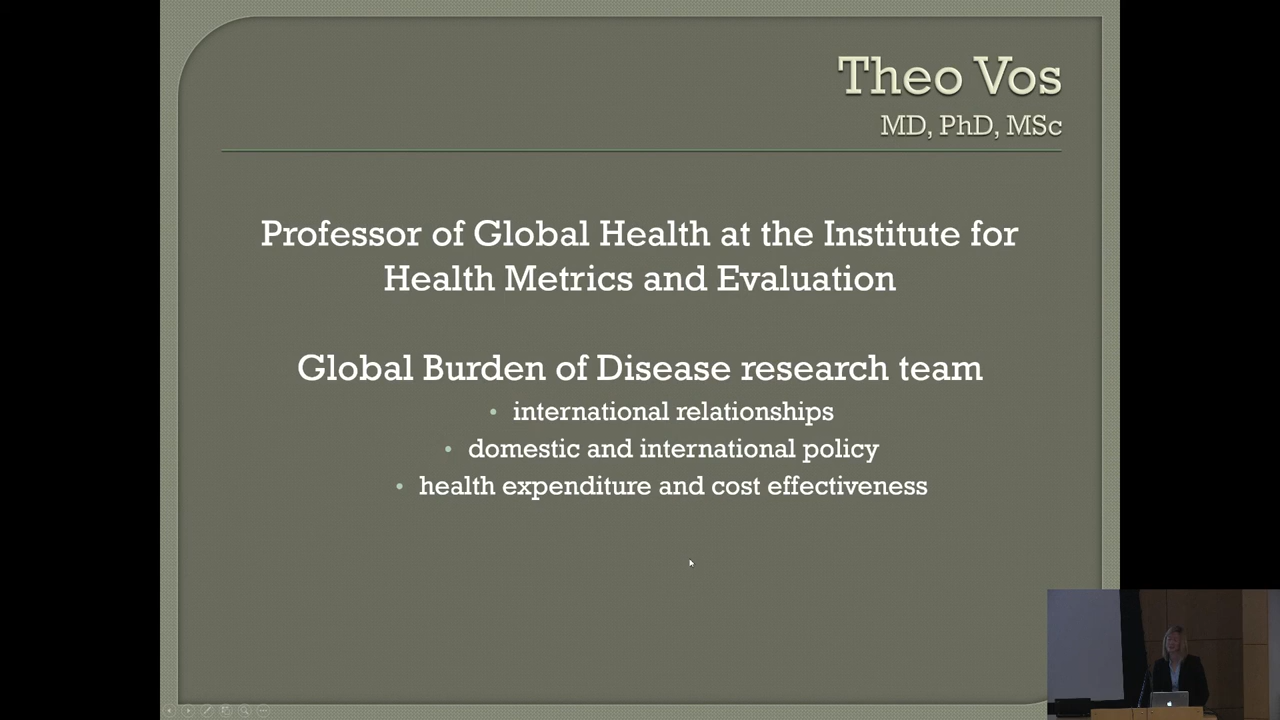 Theo Vos
MD, PhD, MSc
Professor of Global Health at the Institute for
Health Metrics and Evaluation
Global Burden of Disease research team
• international relationships
• domestic and international policy
• health expenditure and cost effectiveness